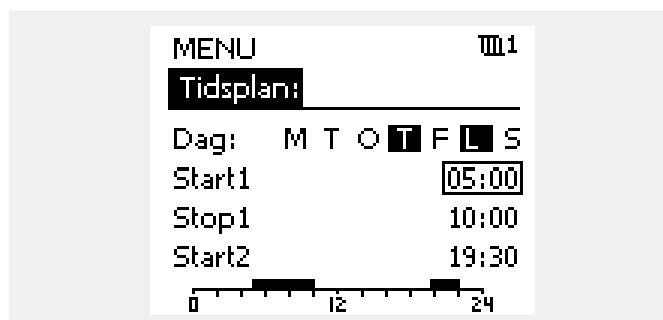 MENU 1
Tidsplan:
Dag: M T O T F L S
Start1 05:00
Stop1 10:00
Start2 19:30
0 12 24